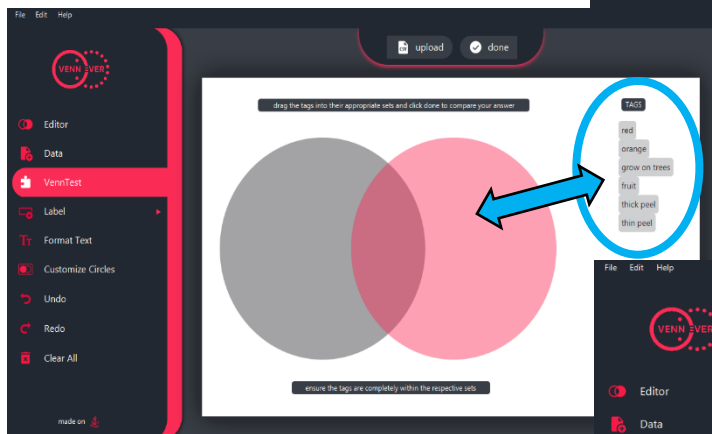 File Edit Help
VENN EVER
upload
done
Editor
Data
VennTest
Label
Format Text
Customize Circles
Undo
Redo
Clear All
made on
drag the tags into their appropriate sets and click done to compare your answer
TAGS
red
orange
grow on trees
fruit
thick peel
thin peel
ensure the tags are completely within the respective sets
File Edit Help
VENN EVER
Editor
Data